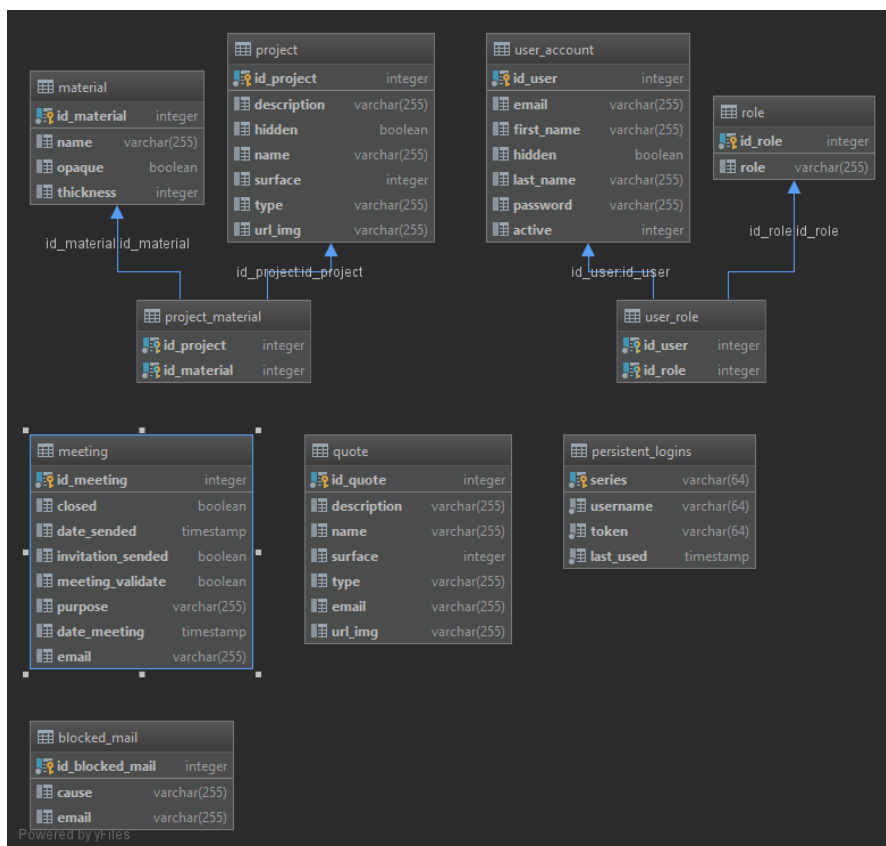 material
id_material integer
name varchar(255)
opaque boolean
thickness integer
project
id_project integer
description varchar(255)
hidden boolean
name varchar(255)
surface integer
type varchar(255)
url_img varchar(255)
user_account
id_user integer
email varchar(255)
first_name varchar(255)
hidden boolean
last_name varchar(255)
password varchar(255)
active integer
role
id_role integer
role varchar(255)
id_material:id_material
id_project:id_project
id_user:id_user
id_role:id_role
project_material
id_project integer
id_material integer
user_role
id_user integer
id_role integer
meeting
id_meeting integer
closed boolean
date_sended timestamp
invitation_sended boolean
meeting_validate boolean
purpose varchar(255)
date_meeting timestamp
email varchar(255)
quote
id_quote integer
description varchar(255)
name varchar(255)
surface integer
type varchar(255)
email varchar(255)
url_img varchar(255)
persistent_logins
series varchar(64)
username varchar(64)
token varchar(64)
last_used timestamp
blocked_mail
id_blocked_mail integer
cause varchar(255)
email varchar(255)
Powered by yFiles